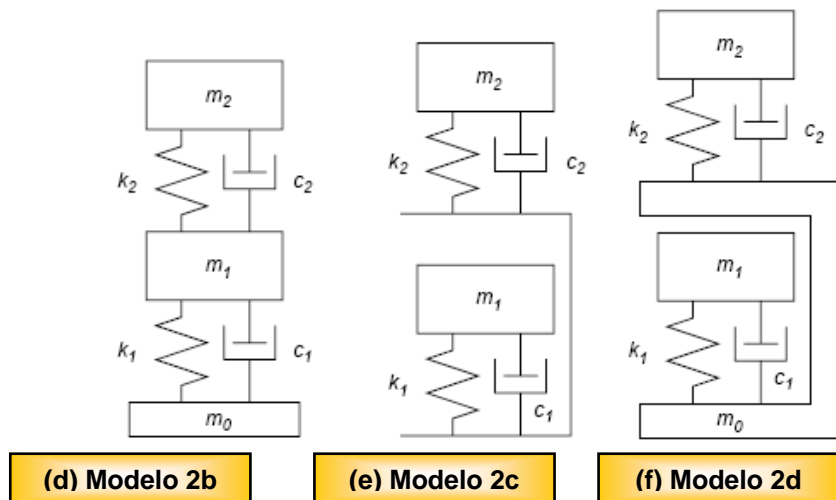 m2
k2
c2
m1
k1
c1
m0
(d) Modelo 2b
m2
k2
c2
m1
k1
c1
(e) Modelo 2c
m2
k2
c2
m1
k1
c1
m0
(f) Modelo 2d